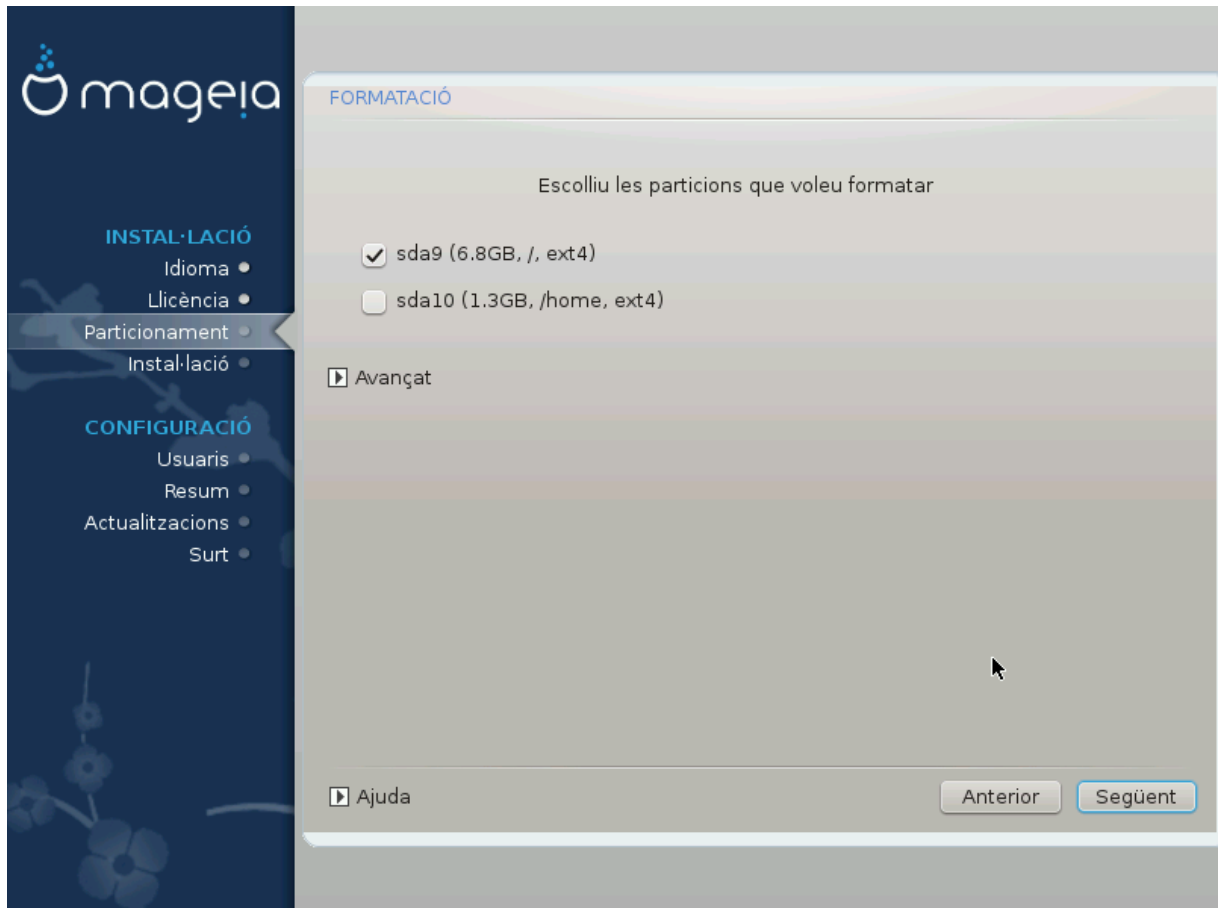 mageia
INSTAL·LACIÓ
Idioma
Llicència
Particionament
Instal·lació
CONFIGURACIÓ
Usuaris
Resum
Actualitzacions
Surt
FORMATACIÓ
Escolliu les particions que voleu formatar
sda9 (6.8GB, /, ext4)
sda10 (1.3GB, /home, ext4)
Avançat
Ajuda
Anterior
Següent